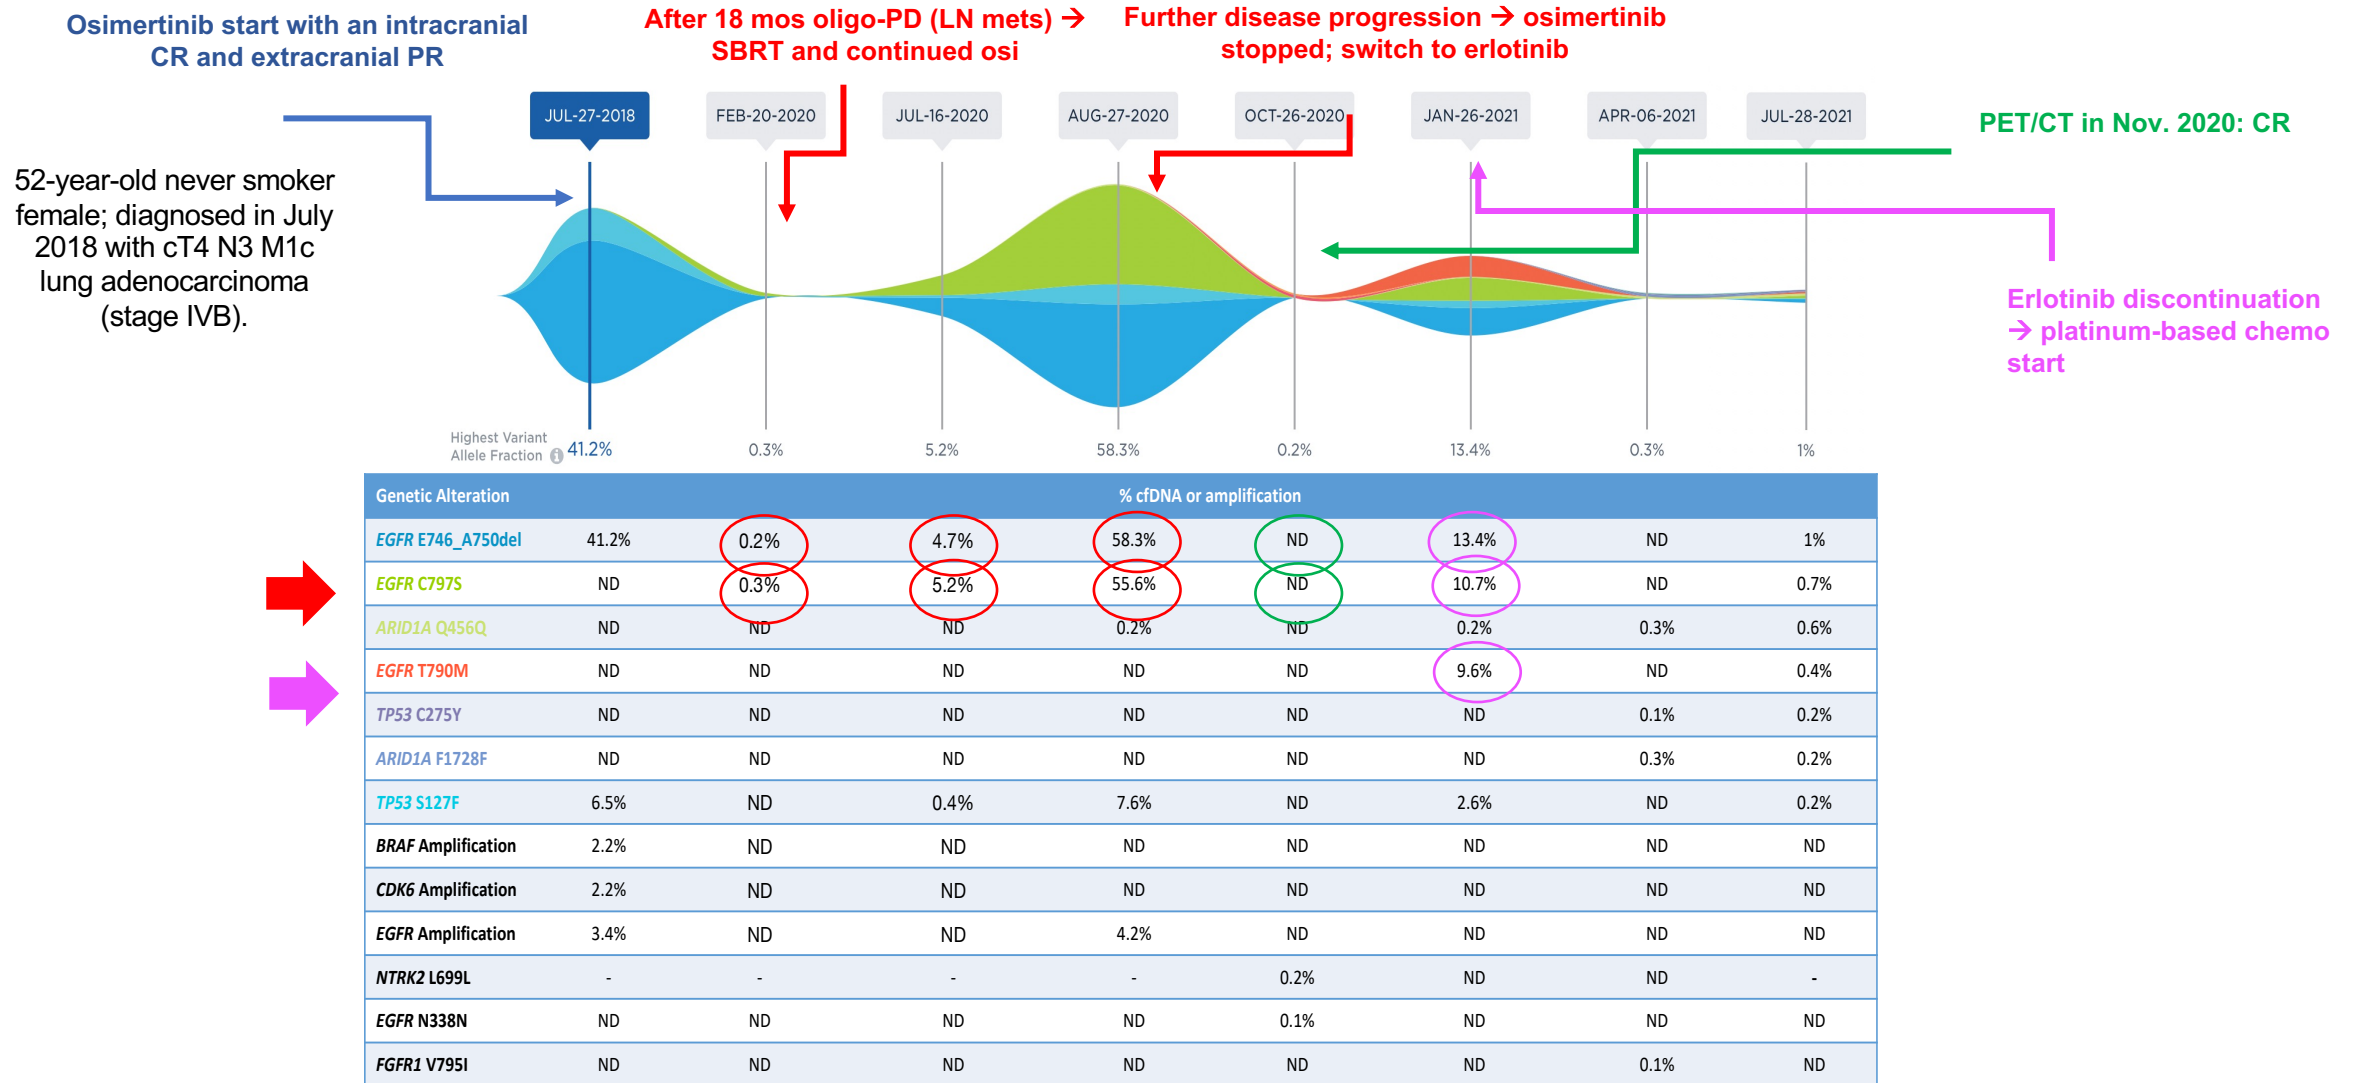 Osimertinib start with an intracranial
CR and extracranial PR
After 18 mos oligo-PD (LN mets) →
SBRT and continued osi
Further disease progression → osimertinib
stopped; switch to erlotinib
JUL-27-2018 FEB-20-2020 JUL-16-2020 AUG-27-2020 OCT-26-2020 JAN-26-2021 APR-06-2021 JUL-28-2021
PET/CT in Nov. 2020: CR
52-year-old never smoker
female; diagnosed in July
2018 with cT4 N3 M1c
lung adenocarcinoma
(stage IVB).
Erlotinib discontinuation
→ platinum-based chemo
start
Highest Variant
Allele Fraction i 41.2% 0.3% 5.2% 58.3% 0.2% 13.4% 0.3% 1%
Genetic Alteration % cfDNA or amplification
EGFR E746_A750del 41.2% 0.2% 4.7% 58.3% ND 13.4% ND 1%
EGFR C797S ND 0.3% 5.2% 55.6% ND 10.7% ND 0.7%
ARID1A Q456Q ND ND ND 0.2% ND 0.2% 0.3% 0.6%
EGFR T790M ND ND ND ND ND 9.6% ND 0.4%
TP53 C275Y ND ND ND ND ND ND 0.1% 0.2%
ARID1A F1728F ND ND ND ND ND ND 0.3% 0.2%
TP53 S127F 6.5% ND 0.4% 7.6% ND 2.6% ND 0.2%
BRAF Amplification 2.2% ND ND ND ND ND ND ND
CDK6 Amplification 2.2% ND ND ND ND ND ND ND
EGFR Amplification 3.4% ND ND 4.2% ND ND ND ND
NTRK2 L699L - - - - 0.2% ND ND -
EGFR N338N ND ND ND ND 0.1% ND ND ND
FGFR1 V795I ND ND ND ND ND ND 0.1% ND